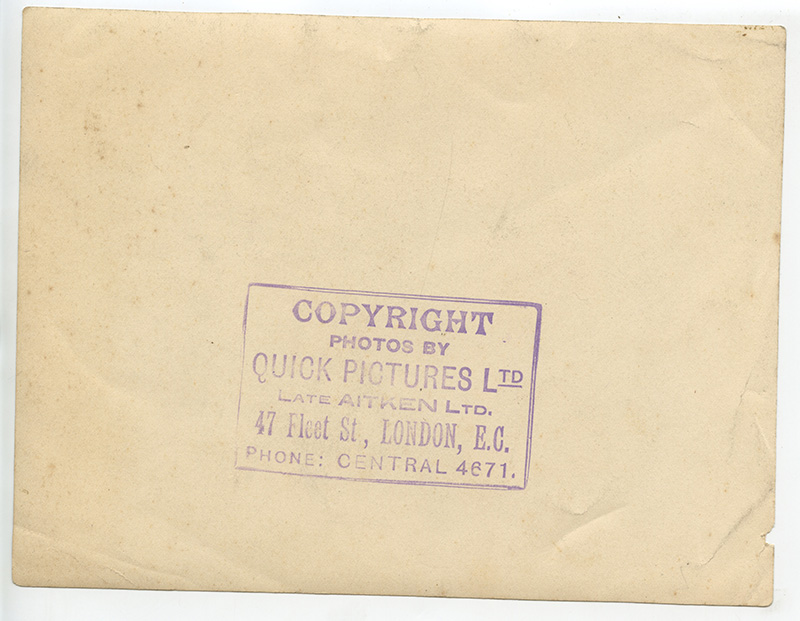 COPYRIGHT
PHOTOS BY
QUICK PICTURES LTD
LATE AITKEN LTD.
47 Fleet St., LONDON, E.C.
PHONE: CENTRAL 4671.